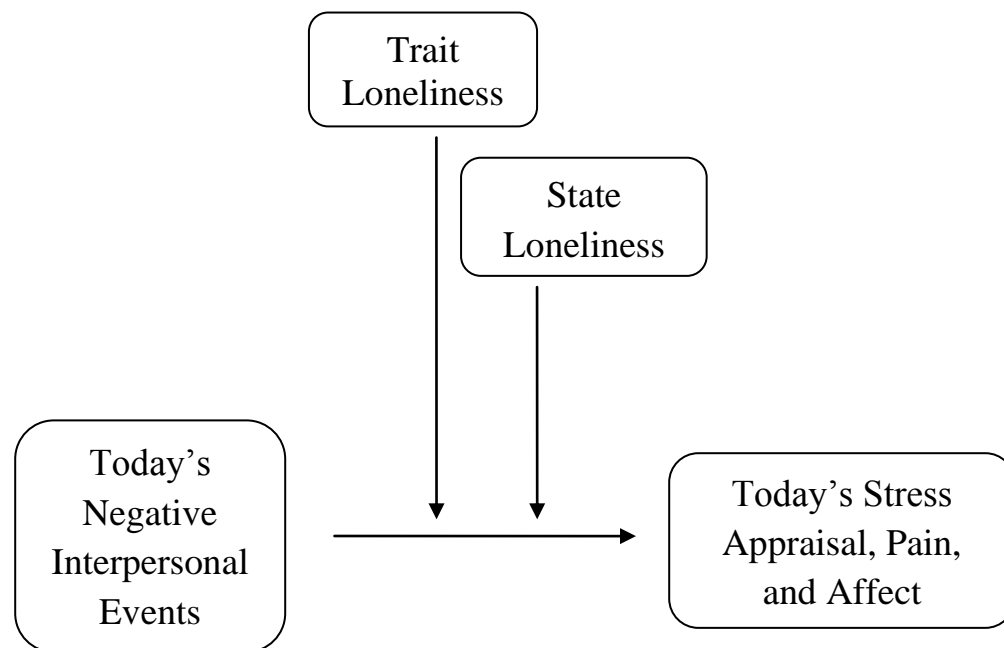 Trait
Loneliness
State
Loneliness
Today’s
Negative
Interpersonal
Events
Today’s Stress
Appraisal, Pain,
and Affect